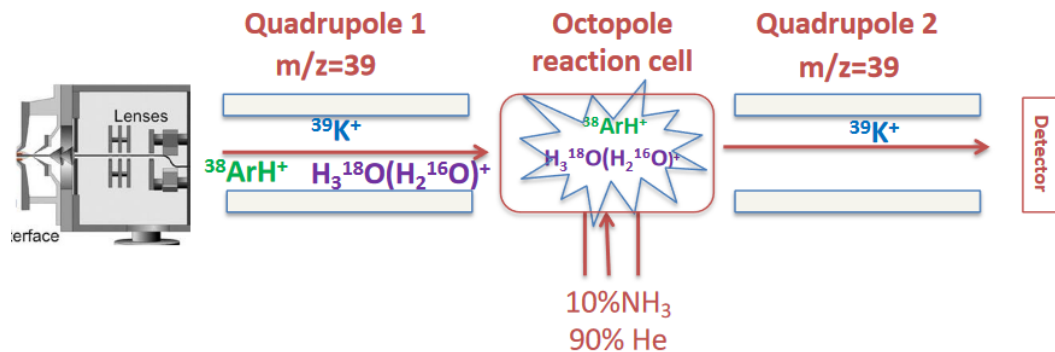 Quadrupole 1
m/z=39
Octopole
reaction cell
Quadrupole 2
m/z=39
Lenses
³⁹K⁺
³⁸ArH⁺ H₃¹⁸O(H₂¹⁶O)⁺
³⁸ArH⁺
H₃¹⁸O(H₂¹⁶O)⁺
³⁹K⁺
Detector
erface
10%NH₃
90% He